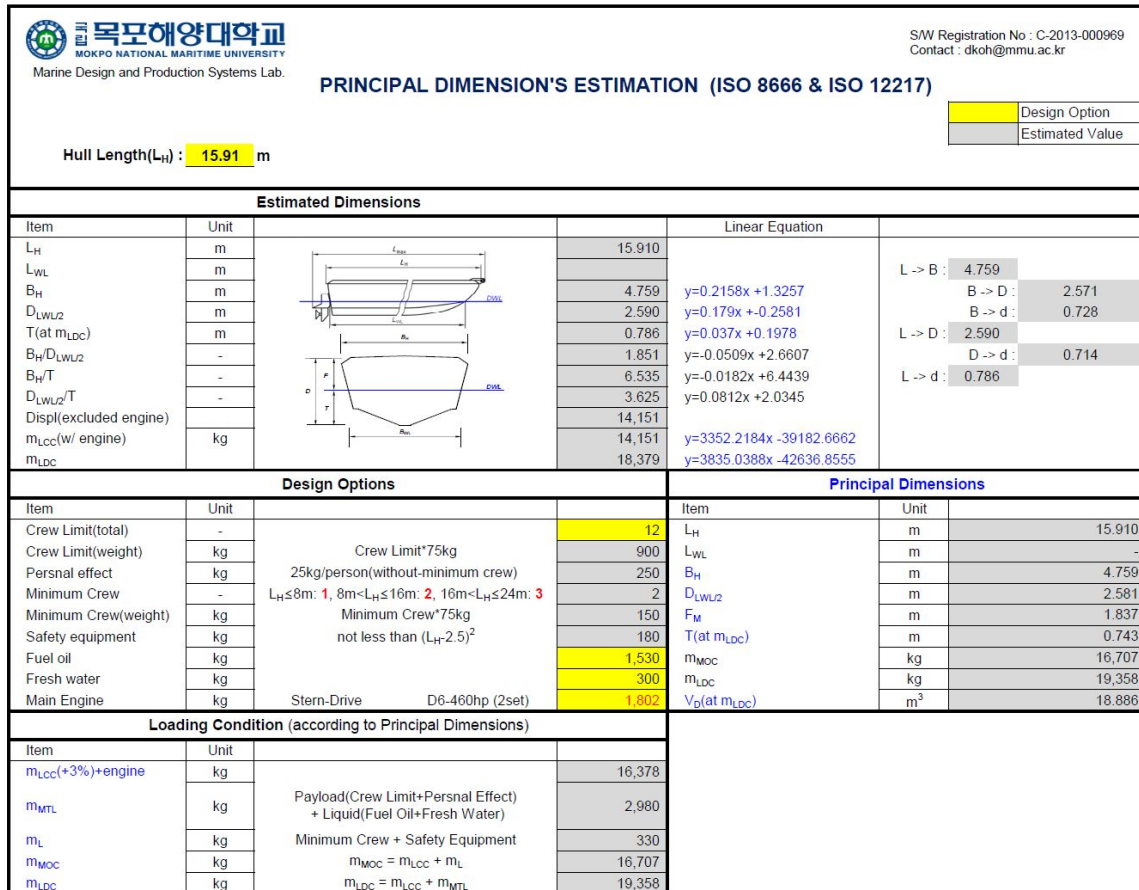 국립 목포해양대학교
MOKPO NATIONAL MARITIME UNIVERSITY
Marine Design and Production Systems Lab.
S/W Registration No : C-2013-000969
Contact : dkoh@mmu.ac.kr
PRINCIPAL DIMENSION'S ESTIMATION (ISO 8666 & ISO 12217)
Design Option
Estimated Value
Hull Length(LH) : 15.91 m
Estimated Dimensions
Item Unit Linear Equation
LH m 15.910
LWL m L -> B : 4.759
BH m 4.759 y=0.2158x +1.3257 B -> D : 2.571
DLWL/2 m 2.590 y=0.179x +-0.2581 B -> d : 0.728
T(at mLDC) m 0.786 y=0.037x +0.1978 L -> D : 2.590
BH/DLWL/2 - 1.851 y=-0.0509x +2.6607 D -> d : 0.714
BH/T - 6.535 y=-0.0182x +6.4439 L -> d : 0.786
DLWL/2/T - 3.625 y=0.0812x +2.0345
Displ(excluded engine) 14,151
mLCC(w/ engine) kg 14,151 y=3352.2184x -39182.6662
mLDC 18,379 y=3835.0388x -42636.8555
Lmax
LH
DWL
LWL
BH
D
F
T
DWL
BWL
Design Options
Item Unit
Crew Limit(total) - 12
Crew Limit(weight) kg Crew Limit*75kg 900
Persnal effect kg 25kg/person(without-minimum crew) 250
Minimum Crew - LH≤8m: 1, 8m<LH≤16m: 2, 16m<LH≤24m: 3 2
Minimum Crew(weight) kg Minimum Crew*75kg 150
Safety equipment kg not less than (LH-2.5)2 180
Fuel oil kg 1,530
Fresh water kg 300
Main Engine kg Stern-Drive D6-460hp (2set) 1,802
Principal Dimensions
Item Unit
LH m 15.910
LWL m -
BH m 4.759
DLWL/2 m 2.581
FM m 1.837
T(at mLDC) m 0.743
mMOC kg 16,707
mLDC kg 19,358
VD(at mLDC) m3 18.886
Loading Condition (according to Principal Dimensions)
Item Unit
mLCC(+3%)+engine kg 16,378
mMTL kg Payload(Crew Limit+Persnal Effect)
+ Liquid(Fuel Oil+Fresh Water) 2,980
mL kg Minimum Crew + Safety Equipment 330
mMOC kg mMOC = mLCC + mL 16,707
mLDC kg mLDC = mLCC + mMTL 19,358